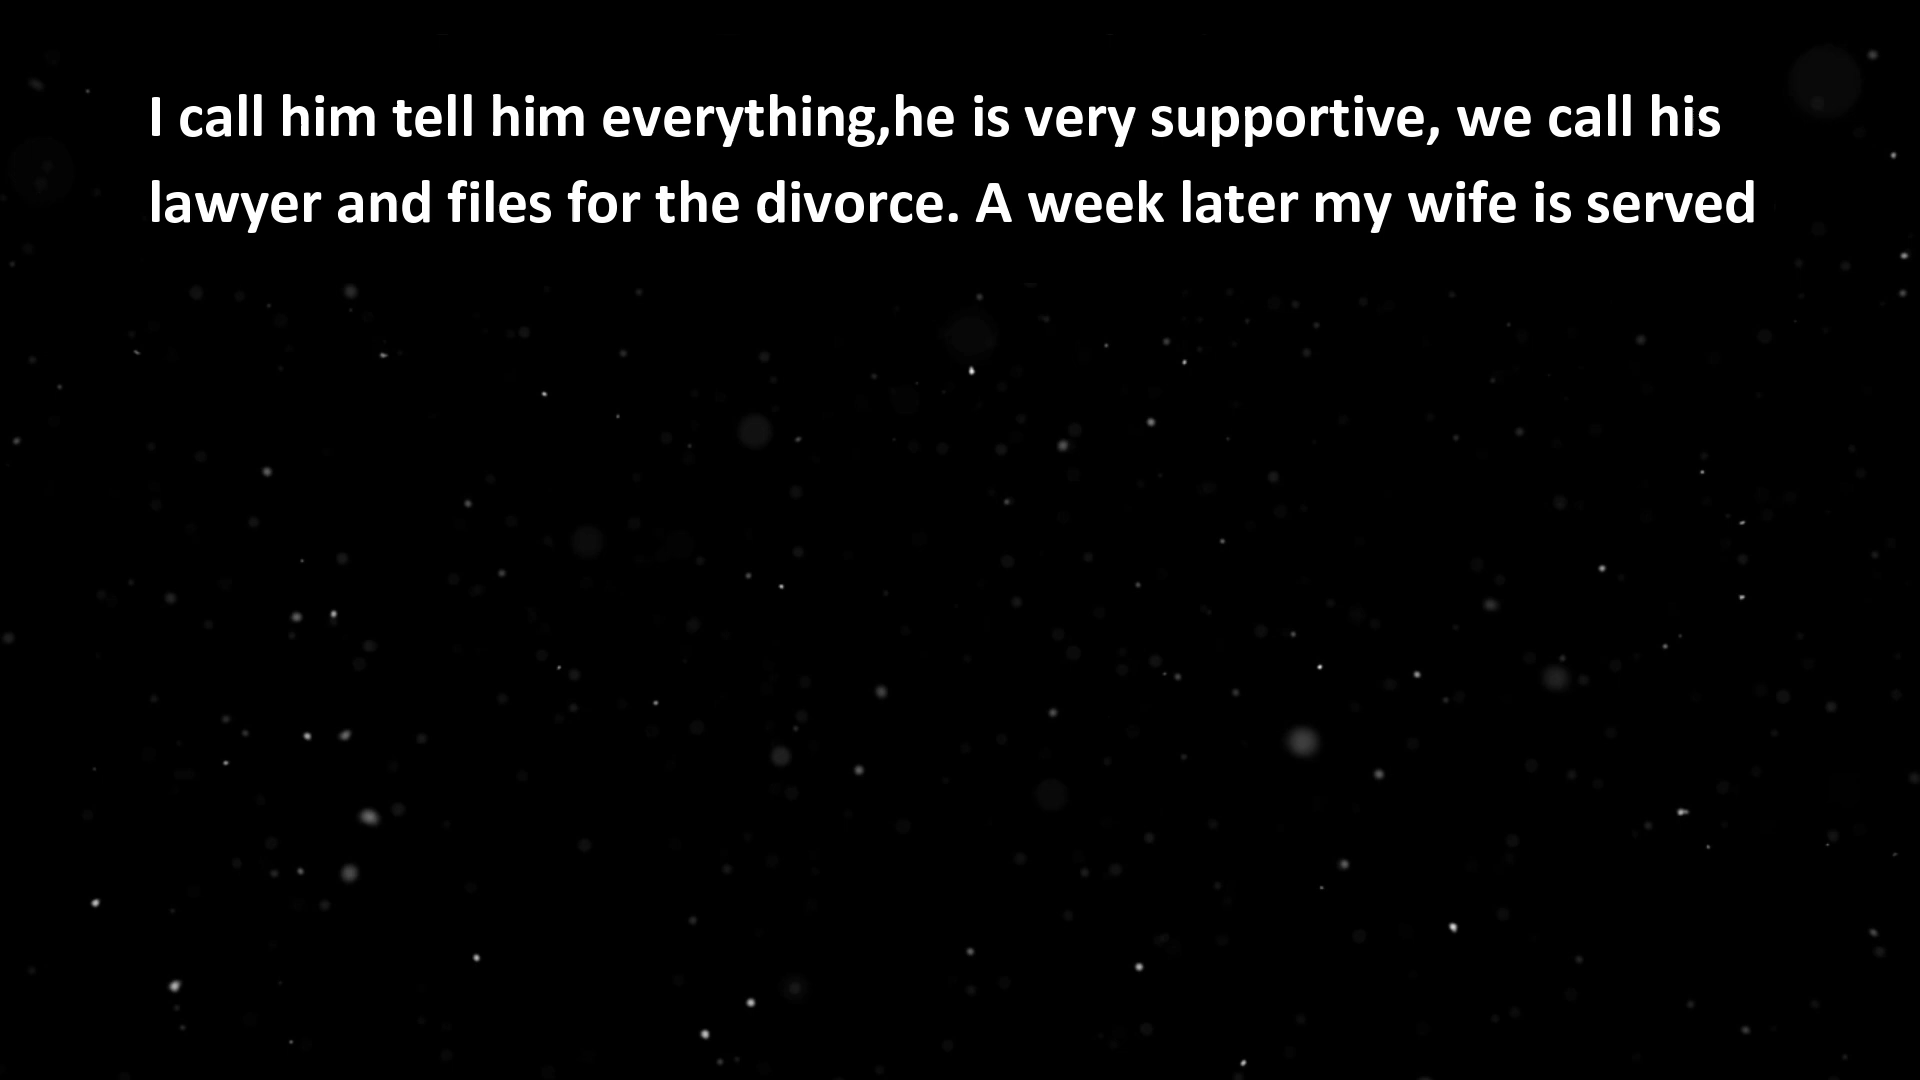 I call him tell him everything,he is very supportive, we call his
lawyer and files for the divorce. A week later my wife is served